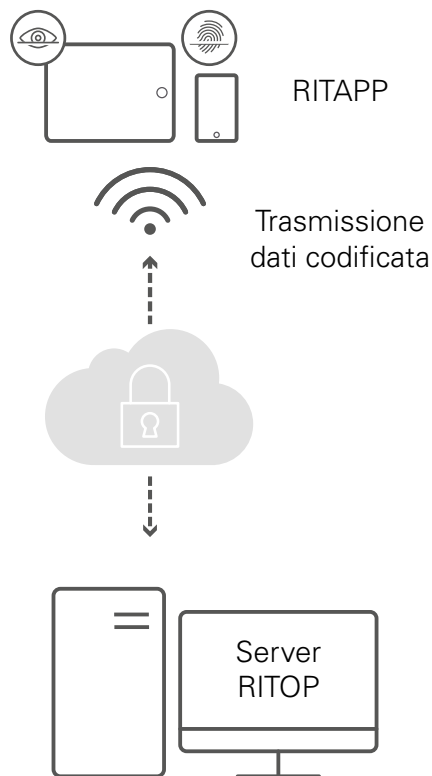 RITAPP
Trasmissione
dati codificata
Server
RITOP